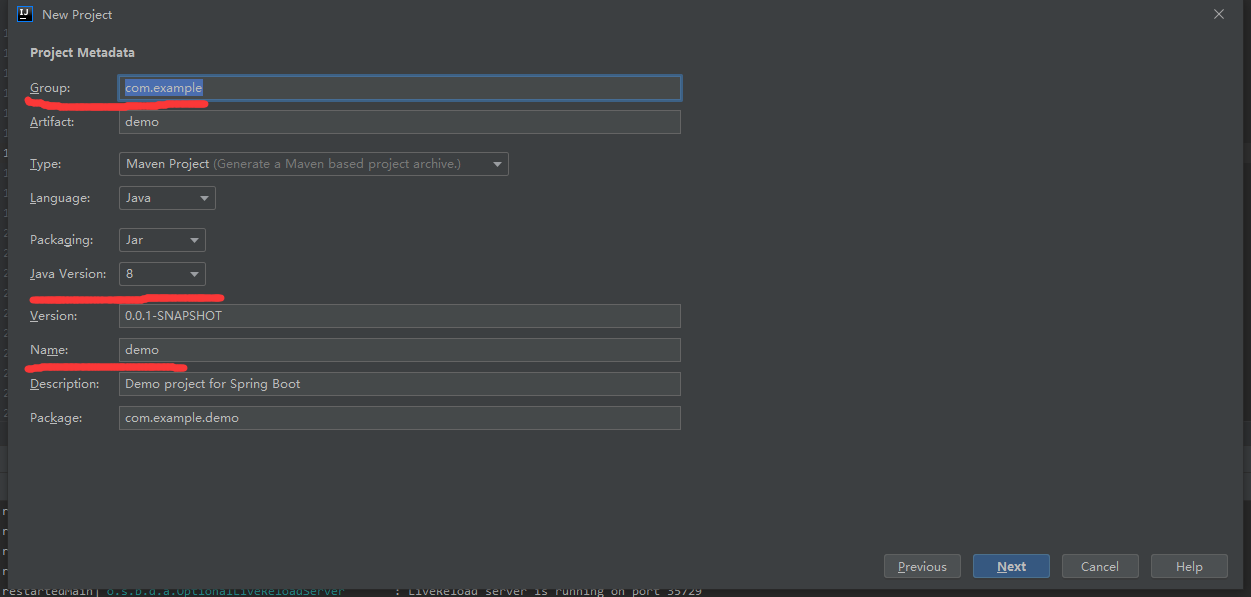 New Project
Project Metadata
Group: com.example
Artifact: demo
Type: Maven Project (Generate a Maven based project archive.)
Language: Java
Packaging: Jar
Java Version: 8
Version: 0.0.1-SNAPSHOT
Name: demo
Description: Demo project for Spring Boot
Package: com.example.demo
Previous Next Cancel Help
restartedMain] o.s.b.d.a.OptionalLiveReloadServer : LiveReload server is running on port 35729